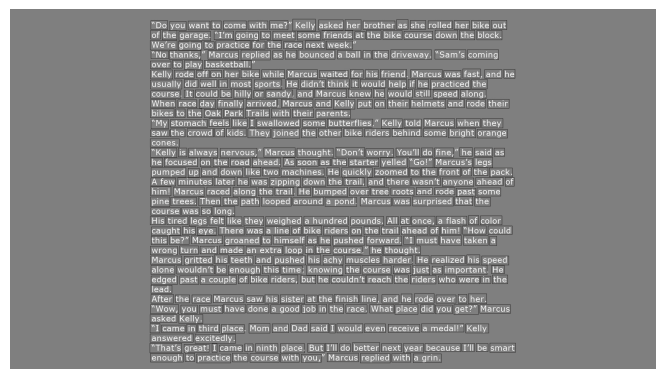 "Do you want to come with me?" Kelly asked her brother as she rolled her bike out
of the garage. "I'm going to meet some friends at the bike course down the block.
We're going to practice for the race next week."
"No thanks," Marcus replied as he bounced a ball in the driveway. "Sam's coming
over to play basketball."
Kelly rode off on her bike while Marcus waited for his friend. Marcus was fast, and he
usually did well in most sports. He didn't think it would help if he practiced the
course. It could be hilly or sandy, and Marcus knew he would still speed along.
When race day finally arrived, Marcus and Kelly put on their helmets and rode their
bikes to the Oak Park Trails with their parents.
"My stomach feels like I swallowed some butterflies," Kelly told Marcus when they
saw the crowd of kids. They joined the other bike riders behind some bright orange
cones.
"Kelly is always nervous," Marcus thought. "Don't worry. You'll do fine," he said as
he focused on the road ahead. As soon as the starter yelled "Go!" Marcus's legs
pumped up and down like two machines. He quickly zoomed to the front of the pack.
A few minutes later he was zipping down the trail, and there wasn't anyone ahead of
him! Marcus raced along the trail. He bumped over tree roots and rode past some
pine trees. Then the path looped around a pond. Marcus was surprised that the
course was so long.
His tired legs felt like they weighed a hundred pounds. All at once, a flash of color
caught his eye. There was a line of bike riders on the trail ahead of him! "How could
this be?" Marcus groaned to himself as he pushed forward. "I must have taken a
wrong turn and made an extra loop in the course," he thought.
Marcus gritted his teeth and pushed his achy muscles harder. He realized his speed
alone wouldn't be enough this time; knowing the course was just as important. He
edged past a couple of bike riders, but he couldn't reach the riders who were in the
lead.
After the race Marcus saw his sister at the finish line, and he rode over to her.
"Wow, you must have done a good job in the race. What place did you get?" Marcus
asked Kelly.
"I came in third place. Mom and Dad said I would even receive a medal!" Kelly
answered excitedly.
"That's great! I came in ninth place. But I'll do better next year because I'll be smart
enough to practice the course with you," Marcus replied with a grin.